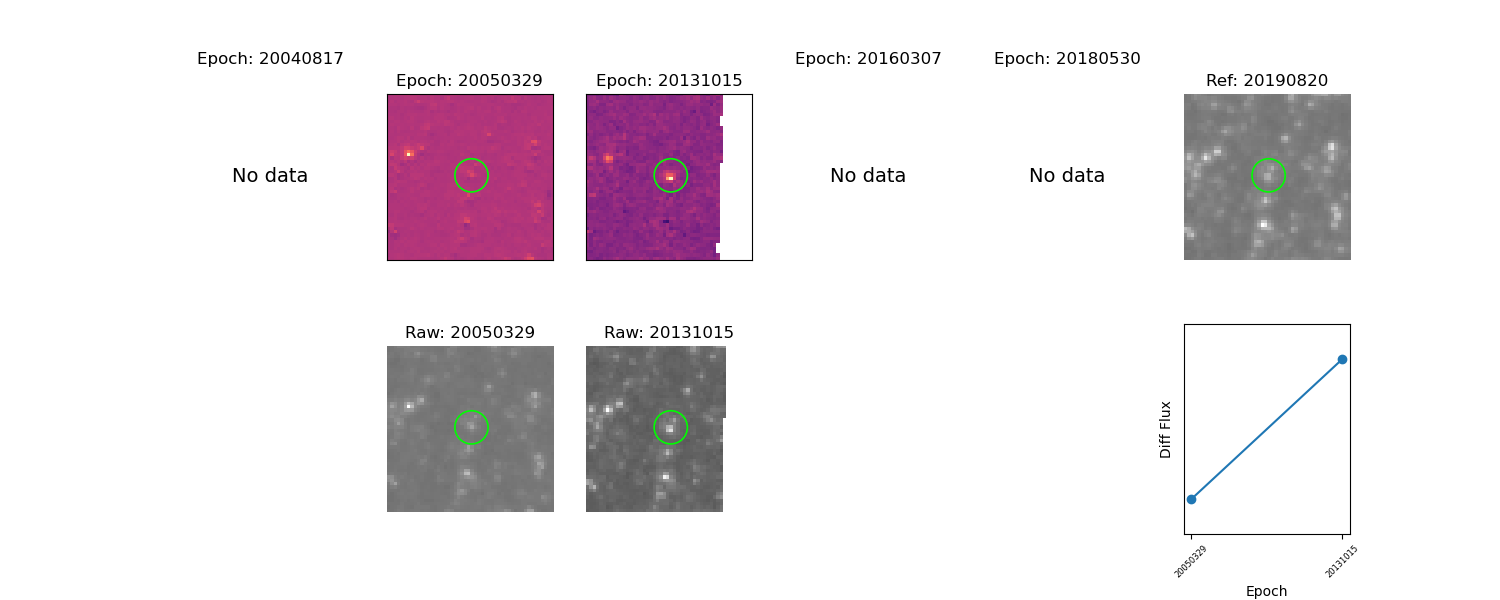 Epoch: 20040817
Epoch: 20050329
Epoch: 20131015
Epoch: 20160307
Epoch: 20180530
Ref: 20190820
No data
No data
No data
Raw: 20050329
Raw: 20131015
Diff Flux
20050329
20131015
Epoch